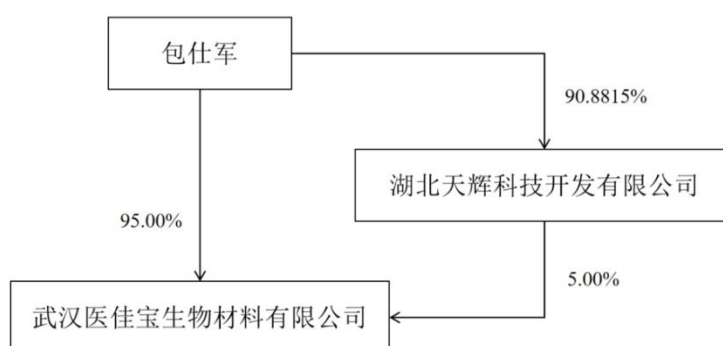 包仕军
90.8815%
湖北天辉科技开发有限公司
95.00%
5.00%
武汉医佳宝生物材料有限公司